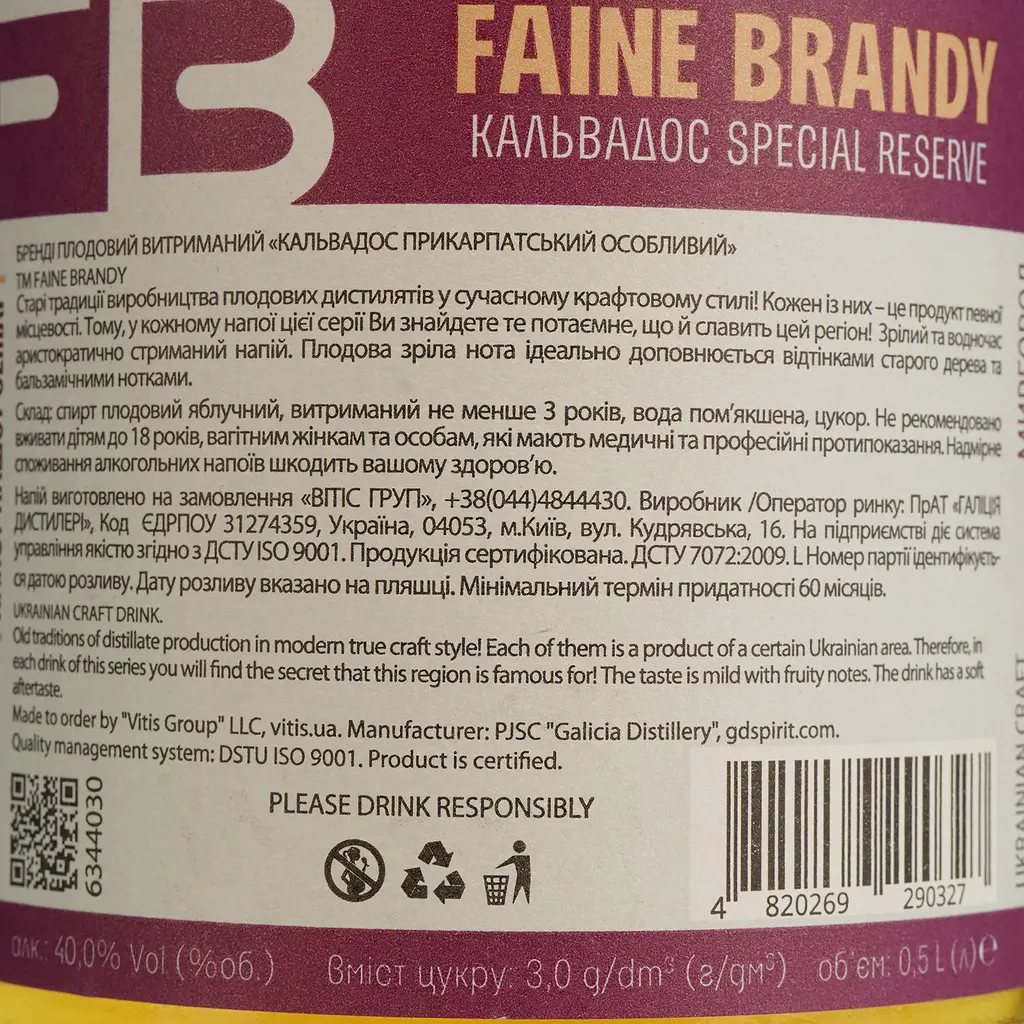 FB
FAINE BRANDY
КАЛЬВАДОС SPECIAL RESERVE
БРЕНДІ ПЛОДОВИЙ ВИТРИМАНИЙ «КАЛЬВАДОС ПРИКАРПАТСЬКИЙ ОСОБЛИВИЙ»
ТМ FAINE BRANDY
Старі традиції виробництва плодових дистилятів у сучасному крафтовому стилі! Кожен із них – це продукт певної
місцевості. Тому, у кожному напої цієї серії Ви знайдете те потаємне, що й славить цей регіон! Зрілий та водночас
аристократично стриманий напій. Плодова зріла нота ідеально доповнюється відтінками старого дерева та
бальзамічними нотками.
Склад: спирт плодовий яблучний, витриманий не менше 3 років, вода пом'якшена, цукор. Не рекомендовано
вживати дітям до 18 років, вагітним жінкам та особам, які мають медичні та професійні протипоказання. Надмірне
споживання алкогольних напоїв шкодить вашому здоров'ю.
Напій виготовлено на замовлення «ВІТІС ГРУП», +38(044)4844430. Виробник /Оператор ринку: ПрАТ «ГАЛІЦІЯ
ДИСТИЛЕРІ», Код ЄДРПОУ 31274359, Україна, 04053, м.Київ, вул. Кудрявська, 16. На підприємстві діє система
управління якістю згідно з ДСТУ ISO 9001. Продукція сертифікована. ДСТУ 7072:2009. L Номер партії ідентифікуєть-
ся датою розливу. Дату розливу вказано на пляшці. Мінімальний термін придатності 60 місяців.
UKRAINIAN CRAFT DRINK.
Old traditions of distillate production in modern true craft style! Each of them is a product of a certain Ukrainian area. Therefore, in
each drink of this series you will find the secret that this region is famous for! The taste is mild with fruity notes. The drink has a soft
aftertaste.
Made to order by "Vitis Group" LLC, vitis.ua. Manufacturer: PJSC "Galicia Distillery", gdspirit.com.
Quality management system: DSTU ISO 9001. Product is certified.
6344030
PLEASE DRINK RESPONSIBLY
4 820269 290327
алк.: 40,0% Vol (%об.)
Вміст цукру: 3,0 g/dm³ (г/дм³)
об'єм: 0,5 L (л) ℮
UKRAINIAN CRAFT